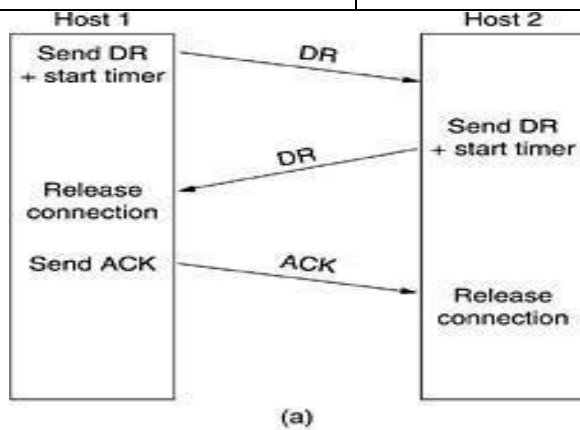 Host 1
Host 2
Send DR
+ start timer
DR
Send DR
+ start timer
DR
Release
connection
Send ACK
ACK
Release
connection
(a)